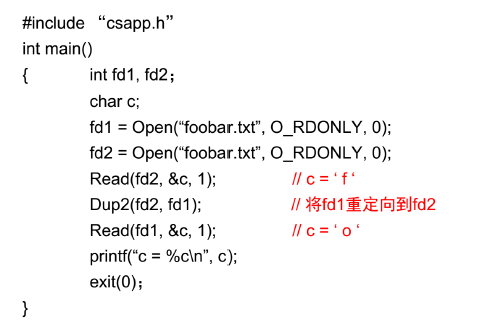 #include “csapp.h”
int main()
{ int fd1, fd2；
char c;
fd1 = Open(“foobar.txt”, O_RDONLY, 0);
fd2 = Open(“foobar.txt”, O_RDONLY, 0);
Read(fd2, &c, 1); // c = ‘ f ‘
Dup2(fd2, fd1); // 将fd1重定向到fd2
Read(fd1, &c, 1); // c = ‘ o ‘
printf(“c = %c\n”, c);
exit(0)；
}